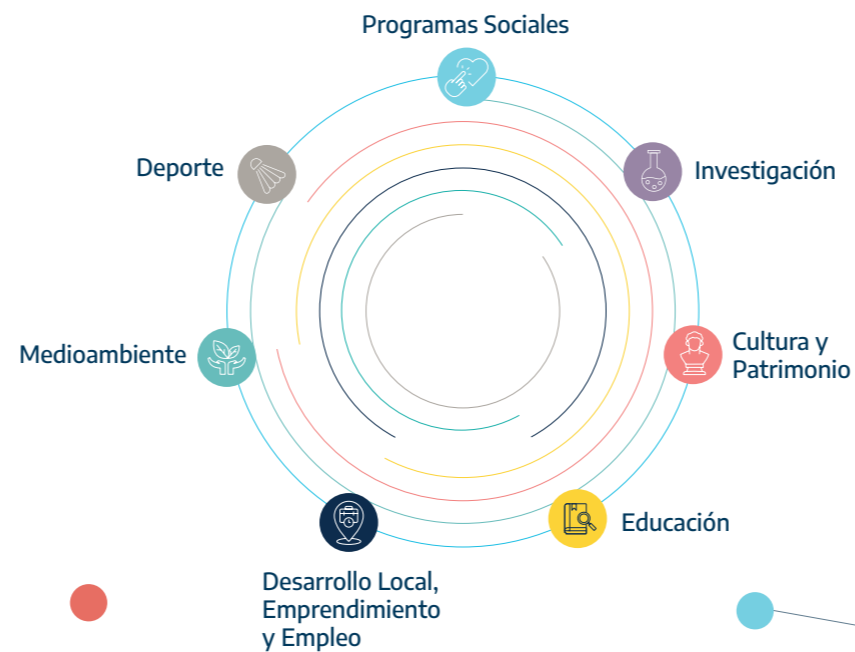 Programas Sociales
Deporte
Investigación
Medioambiente
Cultura y
Patrimonio
Educación
Desarrollo Local,
Emprendimiento
y Empleo